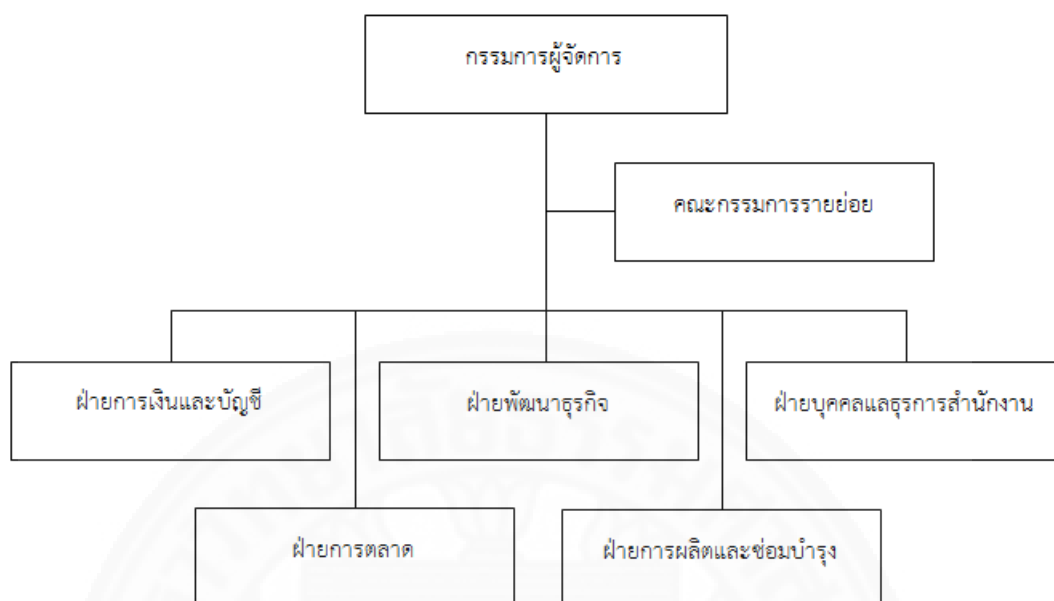 กรรมการผู้จัดการ
คณะกรรมการรายย่อย
ฝ่ายการเงินและบัญชี
ฝ่ายพัฒนาธุรกิจ
ฝ่ายบุคคลแลธุรการสำนักงาน
ฝ่ายการตลาด
ฝ่ายการผลิตและซ่อมบำรุง